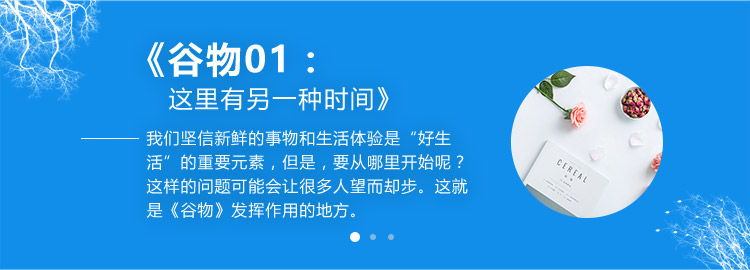 《谷物01：
这里有另一种时间》
我们坚信新鲜的事物和生活体验是“好生
活”的重要元素，但是，要从哪里开始呢？
这样的问题可能会让很多人望而却步。这就
是《谷物》发挥作用的地方。
CEREAL